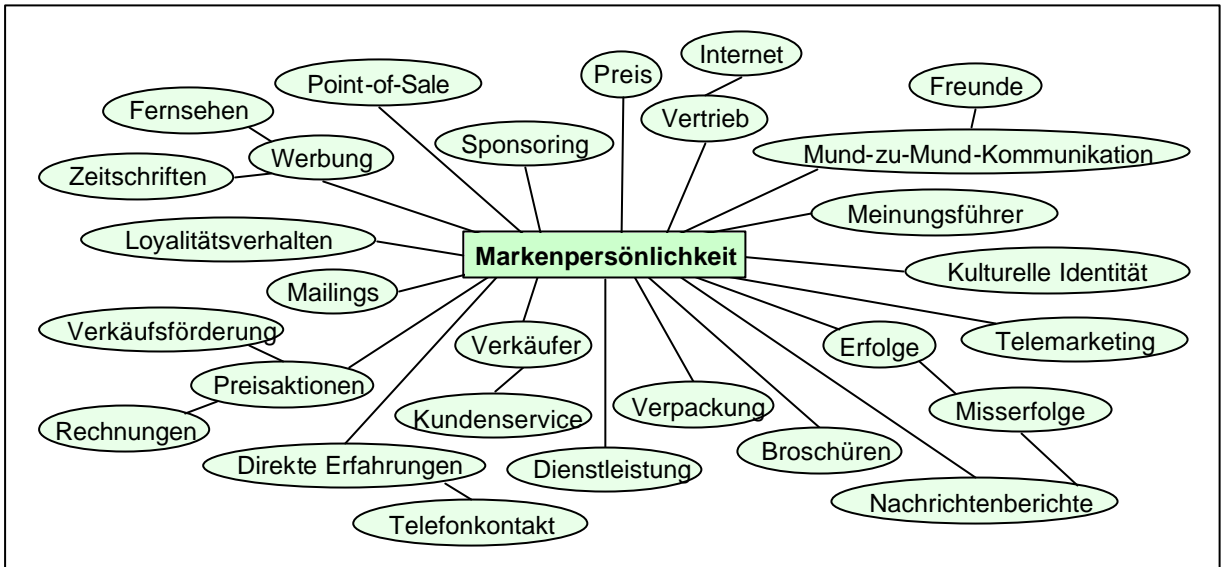 Internet
Preis
Point-of-Sale
Freunde
Fernsehen
Vertrieb
Sponsoring
Werbung
Mund-zu-Mund-Kommunikation
Zeitschriften
Meinungsführer
Loyalitätsverhalten
Markenpersönlichkeit
Kulturelle Identität
Mailings
Verkäufsförderung
Verkäufer
Erfolge
Telemarketing
Preisaktionen
Verpackung
Misserfolge
Kundenservice
Rechnungen
Broschüren
Direkte Erfahrungen
Dienstleistung
Nachrichtenberichte
Telefonkontakt